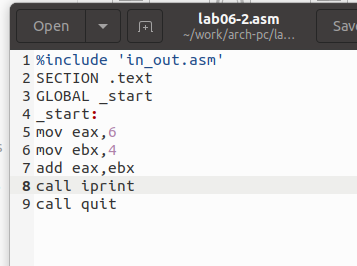 Open
lab06-2.asm
~/work/arch-pc/la...
Sav
1 %include 'in_out.asm'
2 SECTION .text
3 GLOBAL _start
4 _start:
5 mov eax,6
6 mov ebx,4
7 add eax,ebx
8 call iprint
9 call quit